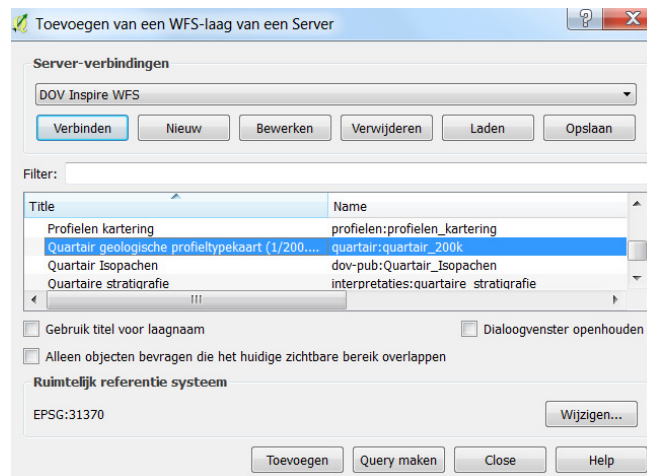 Toevoegen van een WFS-laag van een Server
Server-verbindingen
DOV Inspire WFS
Verbinden Nieuw Bewerken Verwijderen Laden Opslaan
Filter:
Title Name
Profielen kartering profielen:profielen_kartering
Quartair geologische profieltypekaart (1/200.... quartair:quartair_200k
Quartair Isopachen dov-pub:Quartair_Isopachen
Quartaire stratigrafie interpretaties:quartaire_stratigrafie
Gebruik titel voor laagnaam Dialoogvenster openhouden
Alleen objecten bevragen die het huidige zichtbare bereik overlappen
Ruimtelijk referentie systeem
EPSG:31370 Wijzigen...
Toevoegen Query maken Close Help